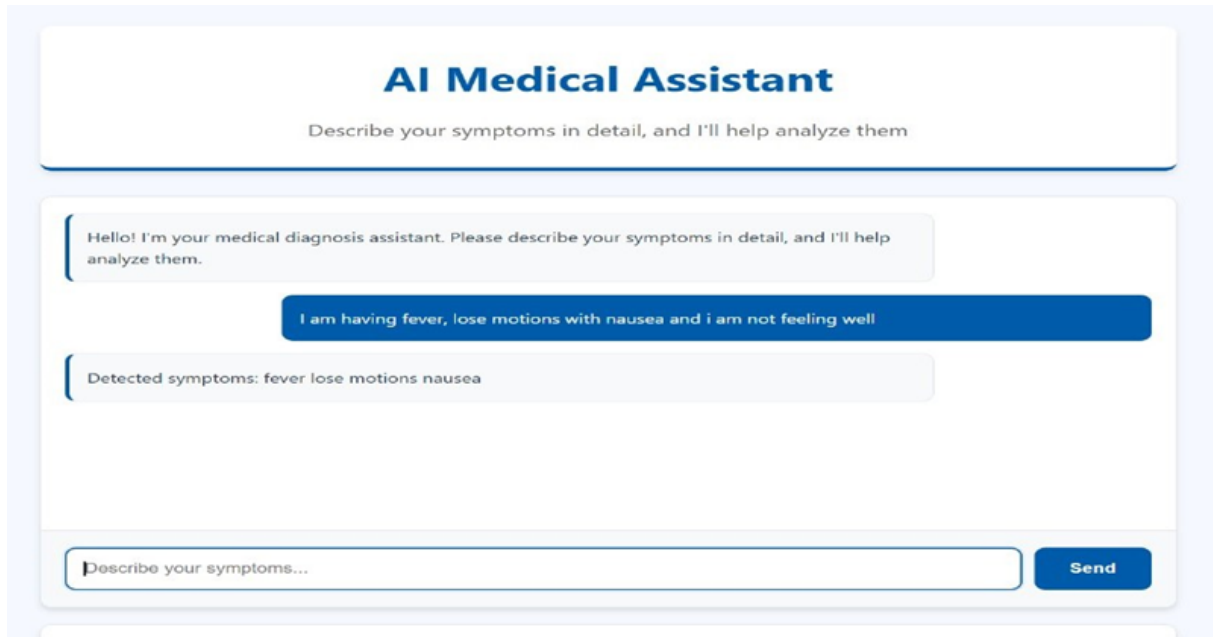 AI Medical Assistant
Describe your symptoms in detail, and I'll help analyze them
Hello! I'm your medical diagnosis assistant. Please describe your symptoms in detail, and I'll help
analyze them.
I am having fever, lose motions with nausea and i am not feeling well
Detected symptoms: fever lose motions nausea
Describe your symptoms...
Send